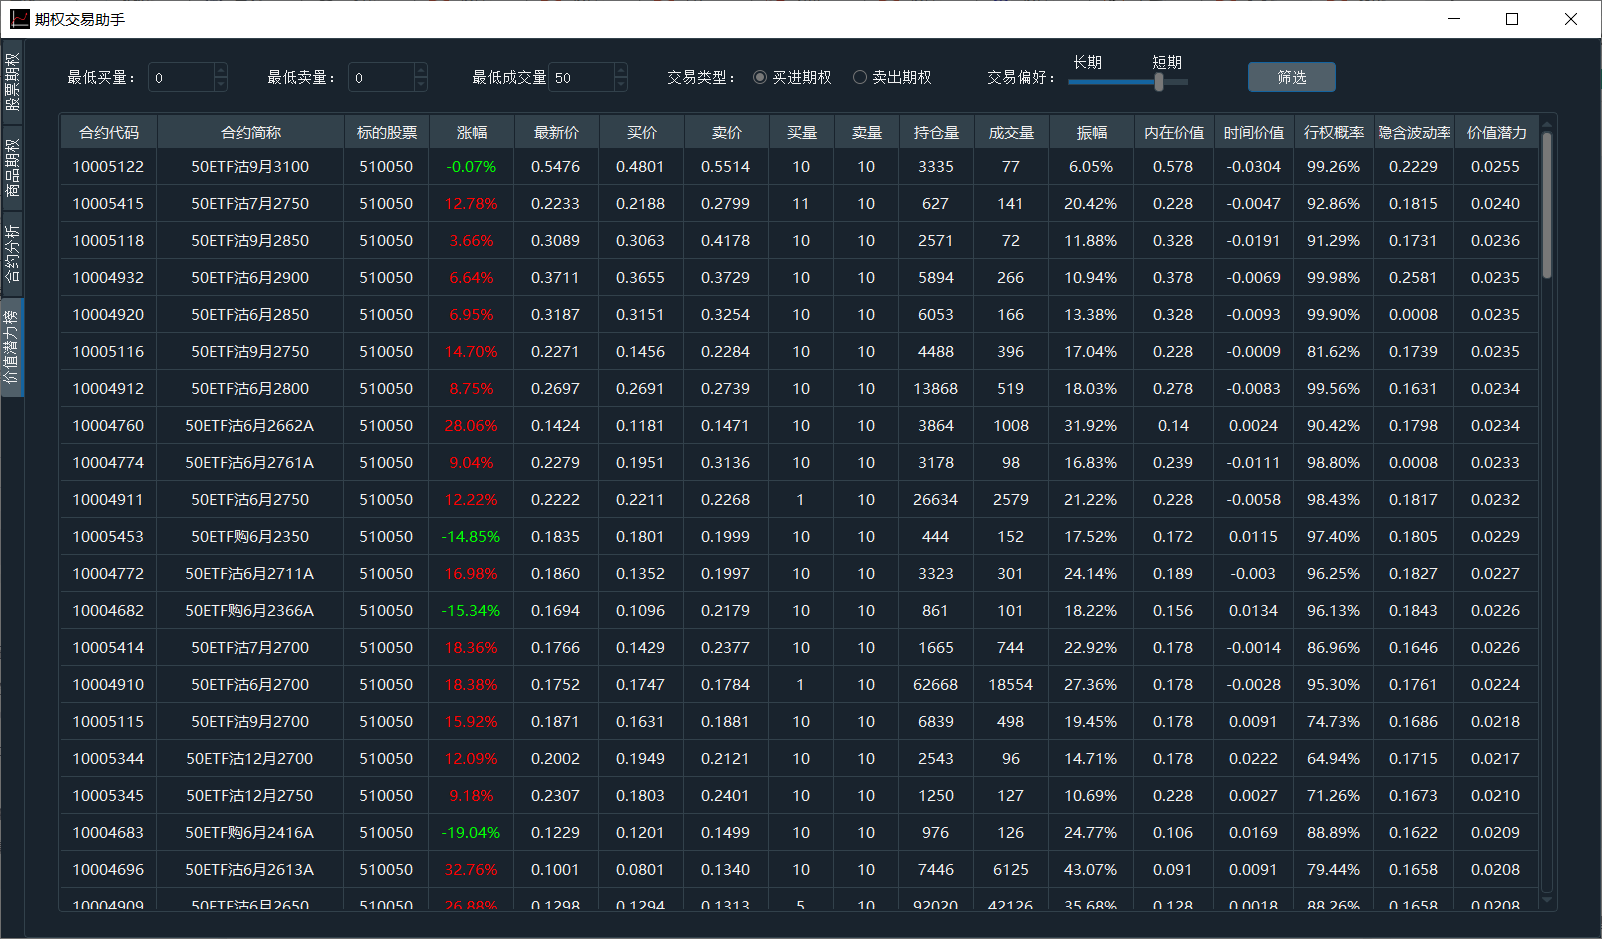 期权交易助手
股票期权
商品期权
合约分析
价值潜力榜
最低买量： 0 最低卖量： 0 最低成交量 50 交易类型： 买进期权 卖出期权 交易偏好： 长期 短期 筛选
合约代码 合约简称 标的股票 涨幅 最新价 买价 卖价 买量 卖量 持仓量 成交量 振幅 内在价值 时间价值 行权概率 隐含波动率 价值潜力
10005122 50ETF沽9月3100 510050 -0.07% 0.5476 0.4801 0.5514 10 10 3335 77 6.05% 0.578 -0.0304 99.26% 0.2229 0.0255
10005415 50ETF沽7月2750 510050 12.78% 0.2233 0.2188 0.2799 11 10 627 141 20.42% 0.228 -0.0047 92.86% 0.1815 0.0240
10005118 50ETF沽9月2850 510050 3.66% 0.3089 0.3063 0.4178 10 10 2571 72 11.88% 0.328 -0.0191 91.29% 0.1731 0.0236
10004932 50ETF沽6月2900 510050 6.64% 0.3711 0.3655 0.3729 10 10 5894 266 10.94% 0.378 -0.0069 99.98% 0.2581 0.0235
10004920 50ETF沽6月2850 510050 6.95% 0.3187 0.3151 0.3254 10 10 6053 166 13.38% 0.328 -0.0093 99.90% 0.0008 0.0235
10005116 50ETF沽9月2750 510050 14.70% 0.2271 0.1456 0.2284 10 10 4488 396 17.04% 0.228 -0.0009 81.62% 0.1739 0.0235
10004912 50ETF沽6月2800 510050 8.75% 0.2697 0.2691 0.2739 10 10 13868 519 18.03% 0.278 -0.0083 99.56% 0.1631 0.0234
10004760 50ETF沽6月2662A 510050 28.06% 0.1424 0.1181 0.1471 10 10 3864 1008 31.92% 0.14 0.0024 90.42% 0.1798 0.0234
10004774 50ETF沽6月2761A 510050 9.04% 0.2279 0.1951 0.3136 10 10 3178 98 16.83% 0.239 -0.0111 98.80% 0.0008 0.0233
10004911 50ETF沽6月2750 510050 12.22% 0.2222 0.2211 0.2268 1 10 26634 2579 21.22% 0.228 -0.0058 98.43% 0.1817 0.0232
10005453 50ETF购6月2350 510050 -14.85% 0.1835 0.1801 0.1999 10 10 444 152 17.52% 0.172 0.0115 97.40% 0.1805 0.0229
10004772 50ETF沽6月2711A 510050 16.98% 0.1860 0.1352 0.1997 10 10 3323 301 24.14% 0.189 -0.003 96.25% 0.1827 0.0227
10004682 50ETF购6月2366A 510050 -15.34% 0.1694 0.1096 0.2179 10 10 861 101 18.22% 0.156 0.0134 96.13% 0.1843 0.0226
10005414 50ETF沽7月2700 510050 18.36% 0.1766 0.1429 0.2377 10 10 1665 744 22.92% 0.178 -0.0014 86.96% 0.1646 0.0226
10004910 50ETF沽6月2700 510050 18.38% 0.1752 0.1747 0.1784 1 10 62668 18554 27.36% 0.178 -0.0028 95.30% 0.1761 0.0224
10005115 50ETF沽9月2700 510050 15.92% 0.1871 0.1631 0.1881 10 10 6839 498 19.45% 0.178 0.0091 74.73% 0.1686 0.0218
10005344 50ETF沽12月2700 510050 12.09% 0.2002 0.1949 0.2121 10 10 2543 96 14.71% 0.178 0.0222 64.94% 0.1715 0.0217
10005345 50ETF沽12月2750 510050 9.18% 0.2307 0.1803 0.2401 10 10 1250 127 10.69% 0.228 0.0027 71.26% 0.1673 0.0210
10004683 50ETF购6月2416A 510050 -19.04% 0.1229 0.1201 0.1499 10 10 976 126 24.77% 0.106 0.0169 88.89% 0.1622 0.0209
10004696 50ETF沽6月2613A 510050 32.76% 0.1001 0.0801 0.1340 10 10 7446 6125 43.07% 0.091 0.0091 79.44% 0.1658 0.0208
10004909 50ETF沽6月2650 510050 26.88% 0.1298 0.1294 0.1313 5 10 92020 42126 35.68% 0.128 0.0018 88.26% 0.1658 0.0208